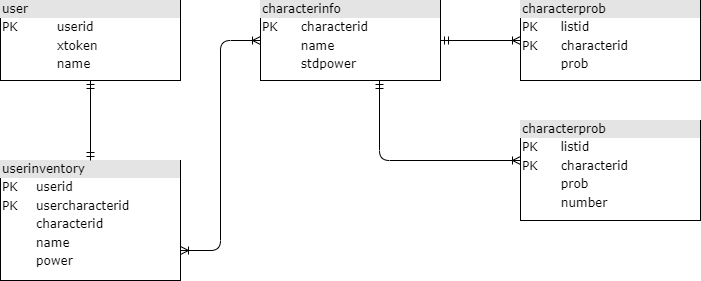 user
PK userid
xtoken
name
characterinfo
PK characterid
name
stdpower
characterprob
PK listid
PK characterid
prob
characterprob
PK listid
PK characterid
prob
number
userinventory
PK userid
PK usercharacterid
characterid
name
power